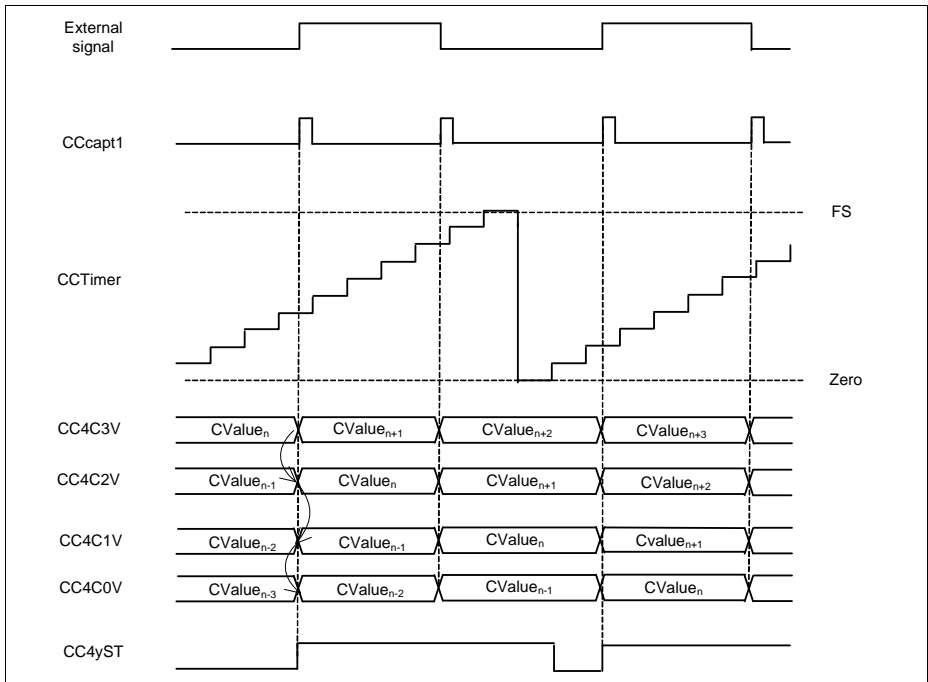 External
signal
CCcapt1
FS
CCTimer
Zero
CC4C3V CValueₙ CValueₙ₊₁ CValueₙ₊₂ CValueₙ₊₃
CC4C2V CValueₙ₋₁ CValueₙ CValueₙ₊₁ CValueₙ₊₂
CC4C1V CValueₙ₋₂ CValueₙ₋₁ CValueₙ Cvalueₙ₊₁
CC4C0V CValueₙ₋₃ CValueₙ₋₂ CValueₙ₋₁ CValueₙ
CC4yST